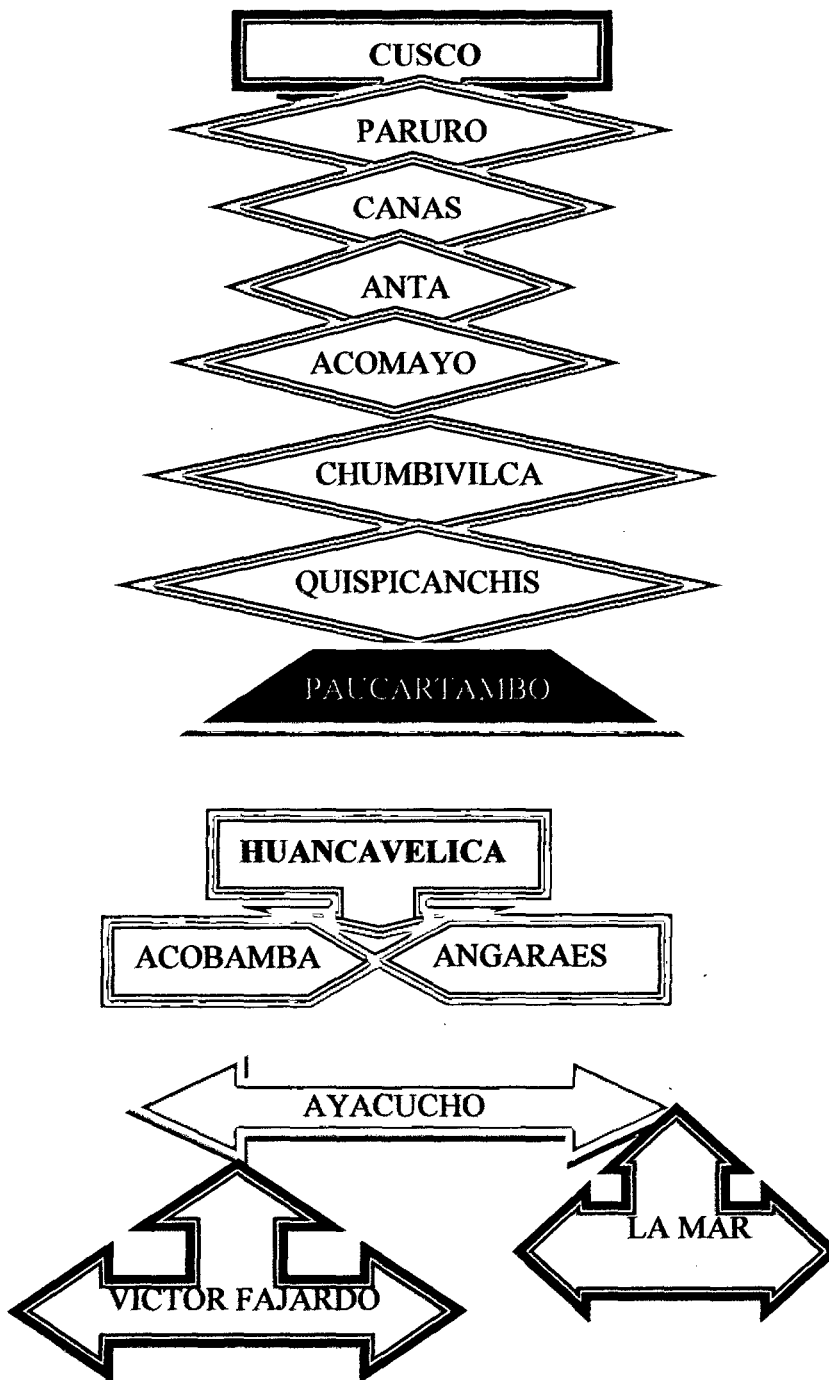 CUSCO
PARURO
CANAS
ANTA
ACOMAYO
CHUMBIVILCA
QUISPICANCHIS
PAUCARTAMBO
HUANCAVELICA
ACOBAMBA ANGARAES
AYACUCHO
LA MAR
VICTOR FAJARDO